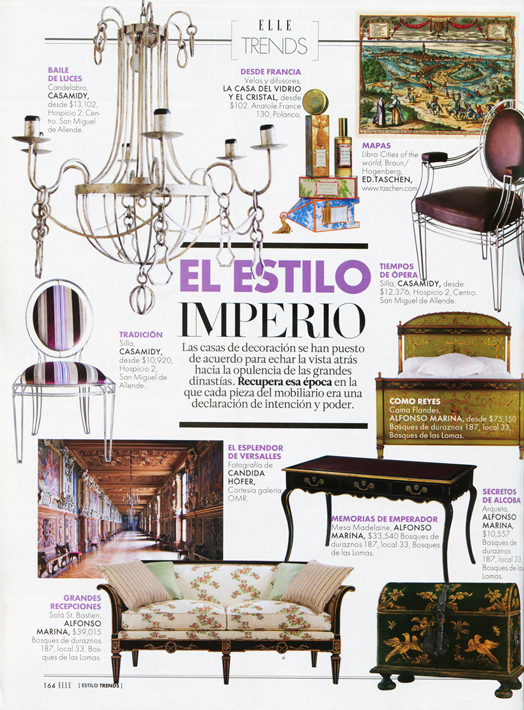 ELLE
TRENDS
BAILE
DE LUCES
Candelabro,
CASAMIDY,
desde $13,102,
Hospicio 2, Cen-
tro, San Miguel
de Allende.
DESDE FRANCIA
Velas y difusores,
LA CASA DEL VIDRIO
Y EL CRISTAL, desde
$102. Anatole France
130, Polanco.
MAPAS
Libro Cities of the
world, Braun/
Hogenberg,
ED.TASCHEN,
www.taschen.com
EL ESTILO
IMPERIO
Las casas de decoración se han puesto
de acuerdo para echar la vista atrás
hacia la opulencia de las grandes
dinastías. Recupera esa época en la
que cada pieza del mobiliario era una
declaración de intención y poder.
TIEMPOS
DE ÓPERA
Silla, CASAMIDY, desde
$12,376, Hospicio 2, Centro,
San Miguel de Allende.
TRADICIÓN
Silla,
CASAMIDY,
desde $10,920,
Hospicio 2,
San Miguel de
Allende.
COMO REYES
Cama Flandes,
ALFONSO MARINA, desde $75,150
Bosques de duraznos 187, local 33,
Bosques de las Lomas.
EL ESPLENDOR
DE VERSALLES
Fotografía de
CANDIDA
HÖFER,
Cortesía galería
OMR.
MEMORIAS DE EMPERADOR
Mesa Madelaine, ALFONSO
MARINA, $33,540 Bosques de
duraznos 187, local 33, Bosques
de las Lomas.
SECRETOS
DE ALCOBA
Arqueta,
ALFONSO
MARINA,
$10,557
Bosques de
duraznos
187, local
33, Bosques
de las
Lomas.
GRANDES
RECEPCIONES
Sofá St. Bastien,
ALFONSO
MARINA, $39,015
Bosques de duraznos
187, local 33, Bos-
ques de las Lomas.
164 ELLE [ ESTILO TRENDS ]